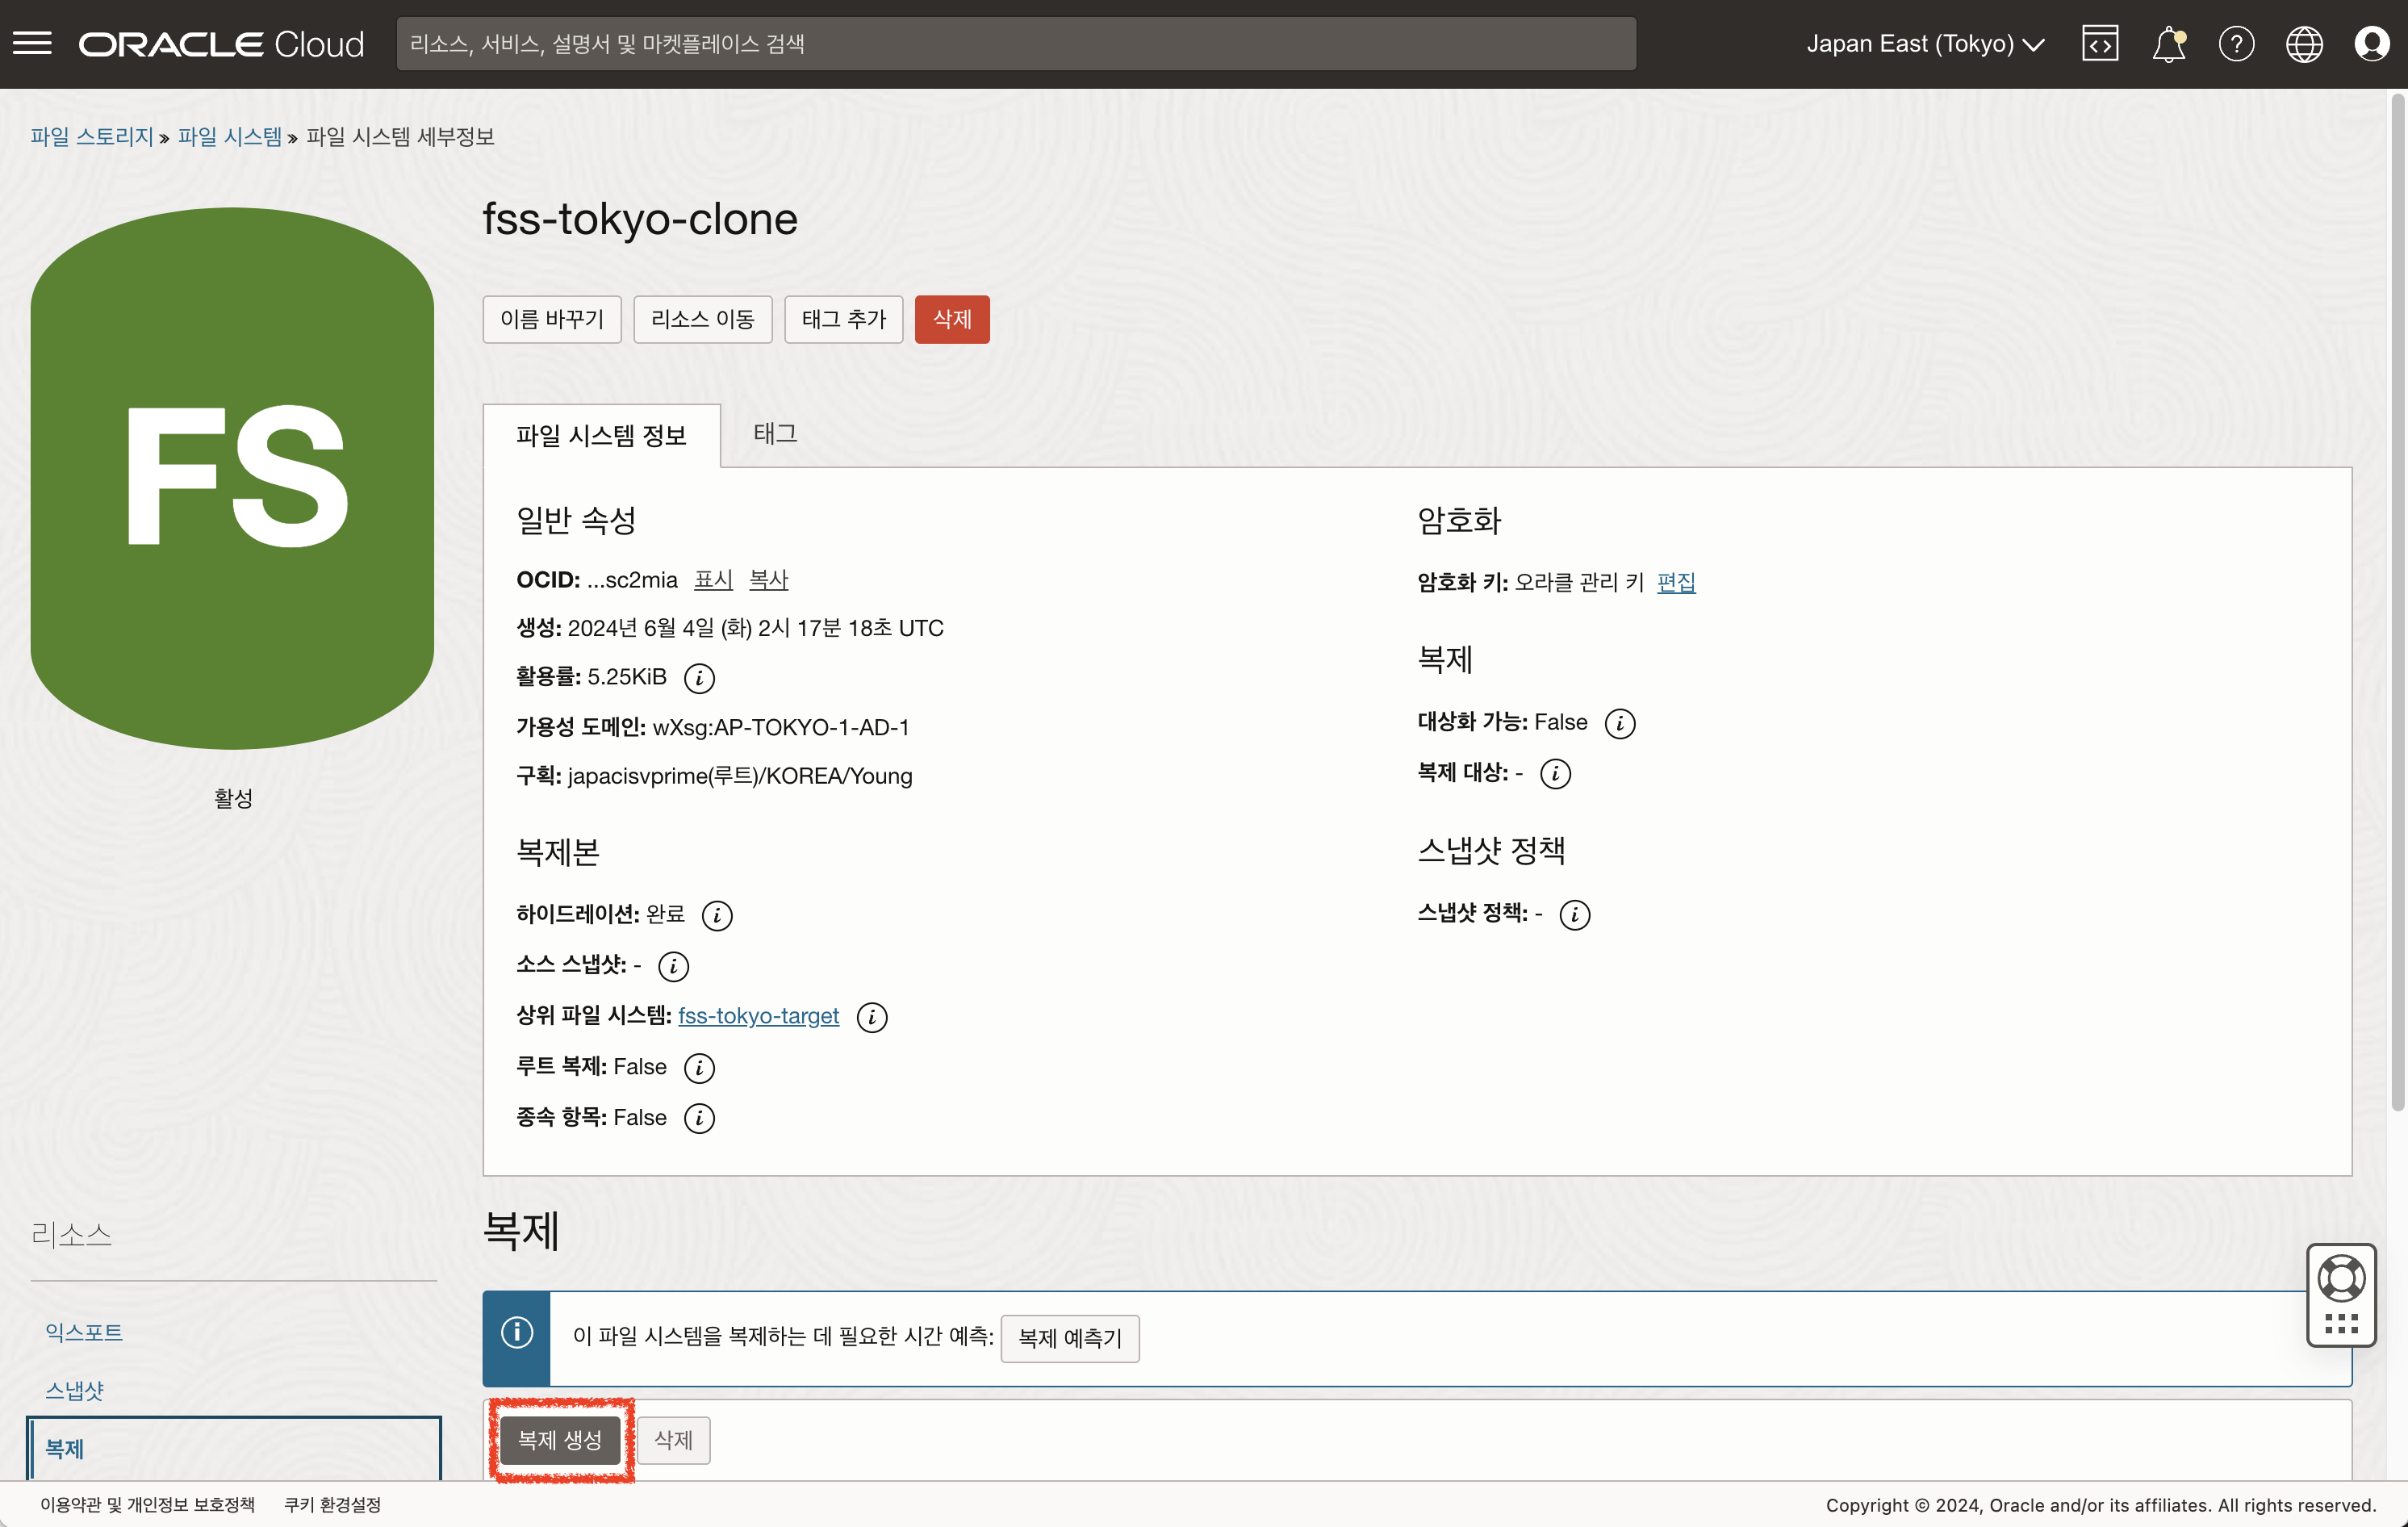 ORACLE Cloud
리소스, 서비스, 설명서 및 마켓플레이스 검색
Japan East (Tokyo)
파일 스토리지 » 파일 시스템 » 파일 시스템 세부정보
FS
활성
fss-tokyo-clone
이름 바꾸기 리소스 이동 태그 추가 삭제
파일 시스템 정보 태그
일반 속성
OCID: ...sc2mia 표시 복사
생성: 2024년 6월 4일 (화) 2시 17분 18초 UTC
활용률: 5.25KiB
가용성 도메인: wXsg:AP-TOKYO-1-AD-1
구획: japacisvprime(루트)/KOREA/Young
복제본
하이드레이션: 완료
소스 스냅샷: -
상위 파일 시스템: fss-tokyo-target
루트 복제: False
종속 항목: False
암호화
암호화 키: 오라클 관리 키 편집
복제
대상화 가능: False
복제 대상: -
스냅샷 정책
스냅샷 정책: -
리소스
익스포트
스냅샷
복제
복제
이 파일 시스템을 복제하는 데 필요한 시간 예측: 복제 예측기
복제 생성 삭제
이용약관 및 개인정보 보호정책 쿠키 환경설정
Copyright © 2024, Oracle and/or its affiliates. All rights reserved.